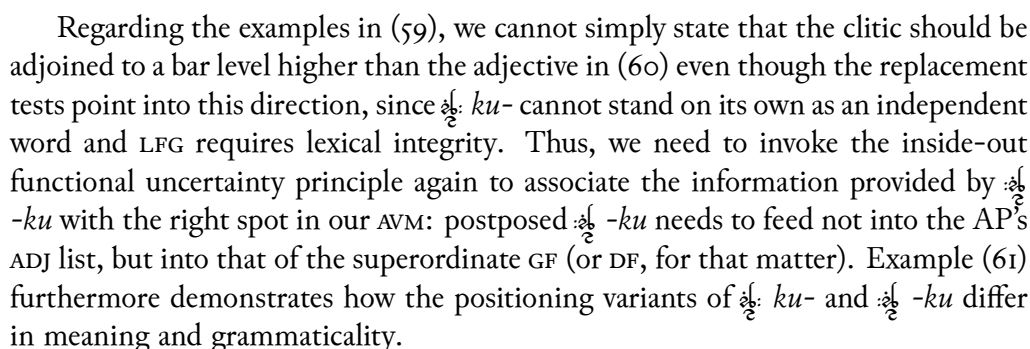 Regarding the examples in (59), we cannot simply state that the clitic should be
adjoined to a bar level higher than the adjective in (60) even though the replacement
tests point into this direction, since ku- cannot stand on its own as an independent
word and LFG requires lexical integrity. Thus, we need to invoke the inside-out
functional uncertainty principle again to associate the information provided by
-ku with the right spot in our AVM: postposed -ku needs to feed not into the AP’s
ADJ list, but into that of the superordinate GF (or DF, for that matter). Example (61)
furthermore demonstrates how the positioning variants of ku- and -ku differ
in meaning and grammaticality.